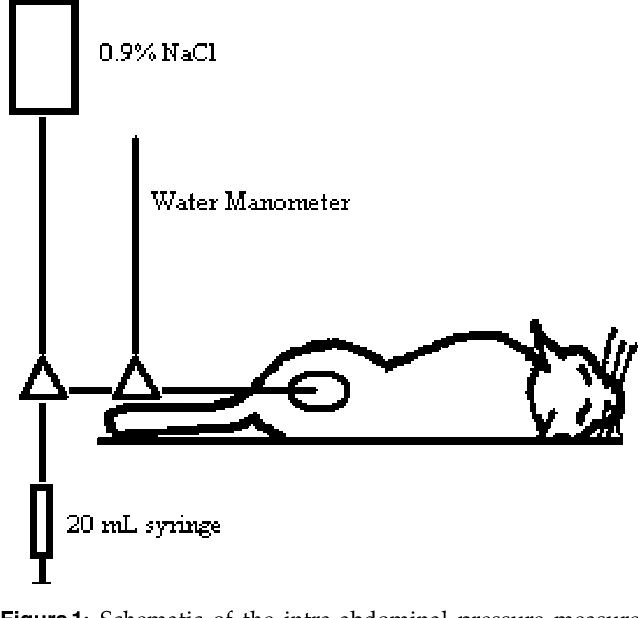 0.9% NaCl
Water Manometer
20 mL syringe
Figure 1: Schematic of the intra-abdominal pressure measure